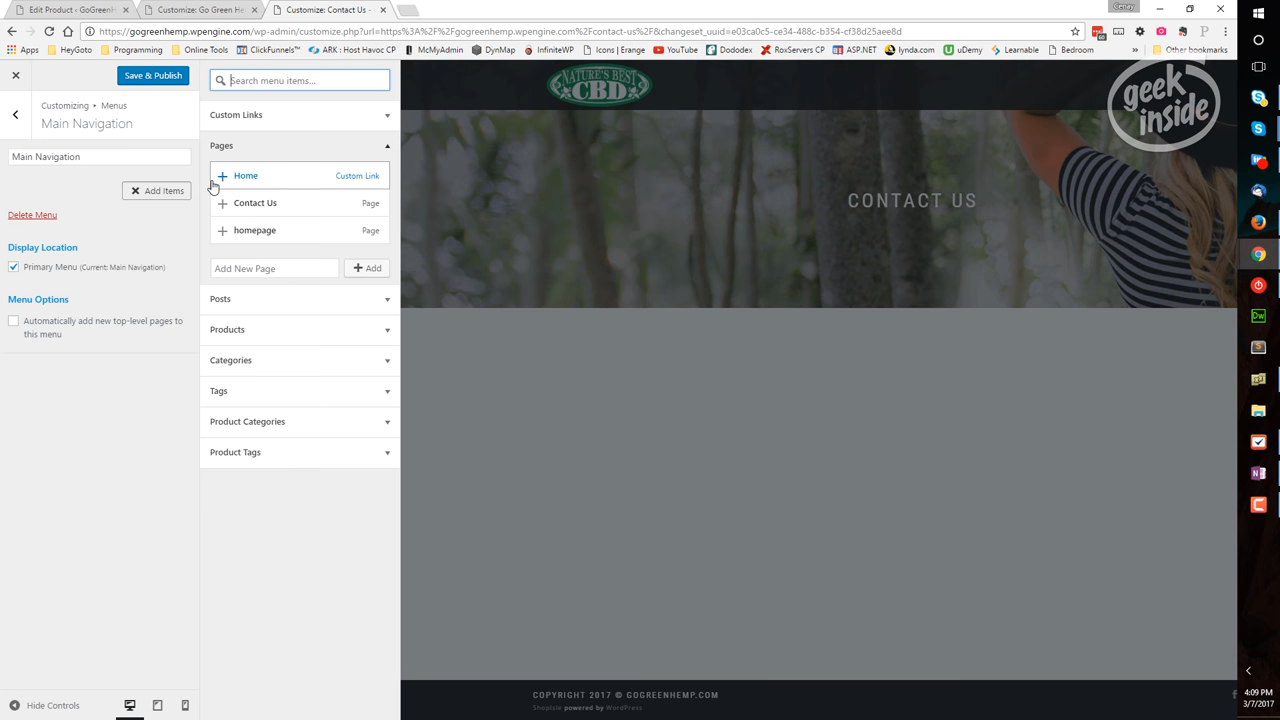 Edit Product ‹ GoGreenH
Customize: Go Green He
Customize: Contact Us -
Cenay
https://gogreenhemp.wpengine.com/wp-admin/customize.php?url=https%3A%2F%2Fgogreenhemp.wpengine.com%2Fcontact-us%2F&changeset_uuid=e03ca0c5-ce34-488c-b354-cf38d25aee8d
Apps HeyGoto Programming Online Tools ClickFunnels™ ARK : Host Havoc CP McMyAdmin DynMap InfiniteWP Icons | Erange YouTube Dododex RoxServers CP ASP.NET lynda.com uDemy Learnable Bedroom » Other bookmarks
Save & Publish
Search menu items...
Customizing • Menus
Main Navigation
Main Navigation
Add Items
Delete Menu
Display Location
Primary Menu (Current: Main Navigation)
Menu Options
Automatically add new top-level pages to
this menu
Hide Controls
Custom Links
Pages
Home Custom Link
Contact Us Page
homepage Page
Add New Page
Add
Posts
Products
Categories
Tags
Product Categories
Product Tags
NATURE'S BEST
CBD
geek
inside
CONTACT US
COPYRIGHT 2017 © GOGREENHEMP.COM
ShopIsle powered by WordPress
4:09 PM
3/7/2017